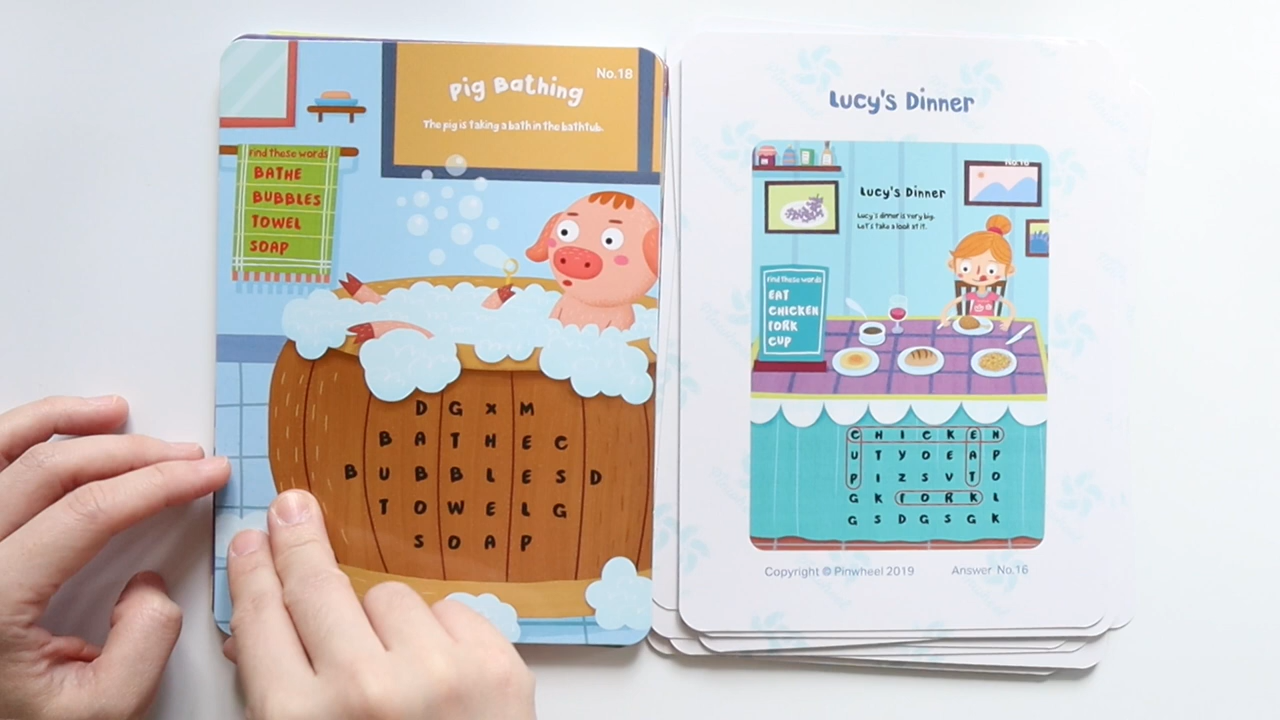 No.18
Pig Bathing
The pig is taking a bath in the bathtub.
Find these words
BATHE
BUBBLES
TOWEL
SOAP
D G X M
B A T H E C
B U B B L E S D
T O W E L G
S O A P
Lucy's Dinner
No.16
Lucy's Dinner
Lucy's dinner is very big.
Let's take a look at it.
Find these words
EAT
CHICKEN
FORK
CUP
C H I C K E N
U T Y O E A P
P I Z S V T O
G K F O R K L
G S D G S G K
Copyright © Pinwheel 2019
Answer No.16